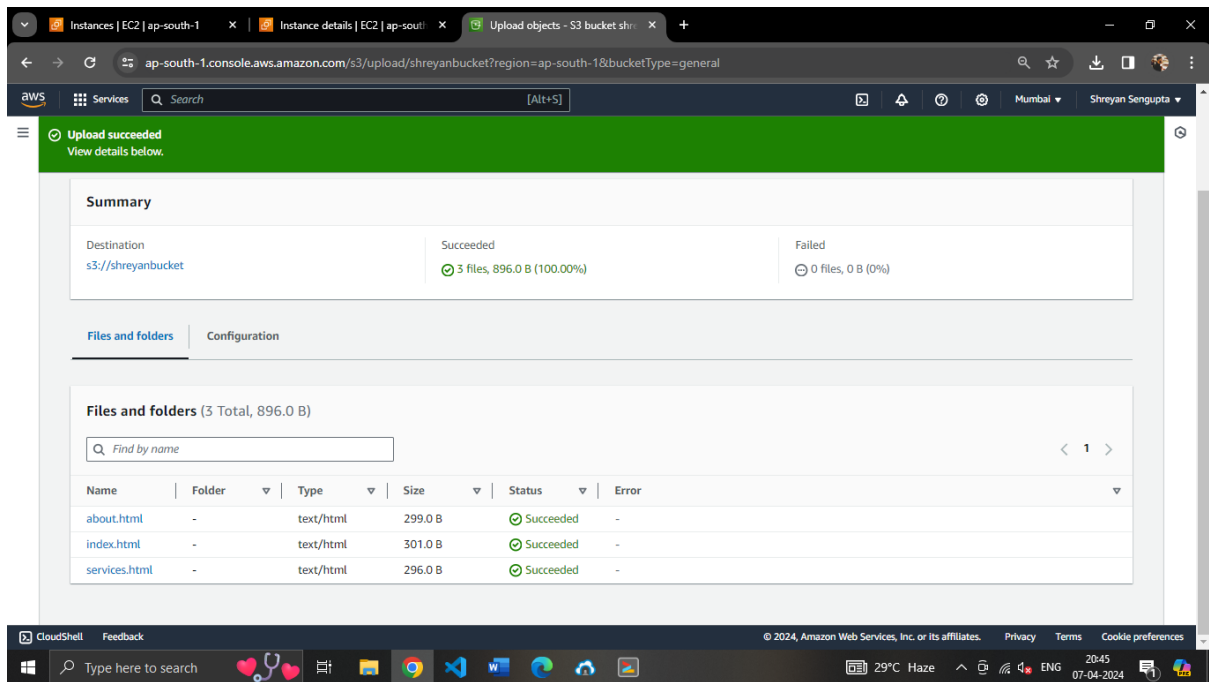 Instances | EC2 | ap-south-1
Instance details | EC2 | ap-south
Upload objects - S3 bucket shre
ap-south-1.console.aws.amazon.com/s3/upload/shreyanbucket?region=ap-south-1&bucketType=general
aws Services Search [Alt+S] Mumbai Shreyan Sengupta
Upload succeeded
View details below.
Summary
Destination Succeeded Failed
s3://shreyanbucket 3 files, 896.0 B (100.00%) 0 files, 0 B (0%)
Files and folders Configuration
Files and folders (3 Total, 896.0 B)
Find by name 1
Name Folder Type Size Status Error
about.html - text/html 299.0 B Succeeded -
index.html - text/html 301.0 B Succeeded -
services.html - text/html 296.0 B Succeeded -
CloudShell Feedback © 2024, Amazon Web Services, Inc. or its affiliates. Privacy Terms Cookie preferences
Type here to search 29°C Haze ENG 20:45
07-04-2024 1